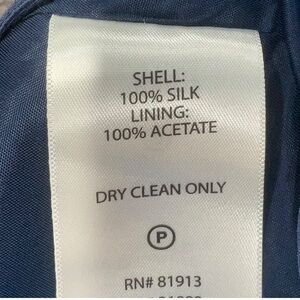 SHELL:
100% SILK
LINING:
100% ACETATE
DRY CLEAN ONLY
P
RN# 81913